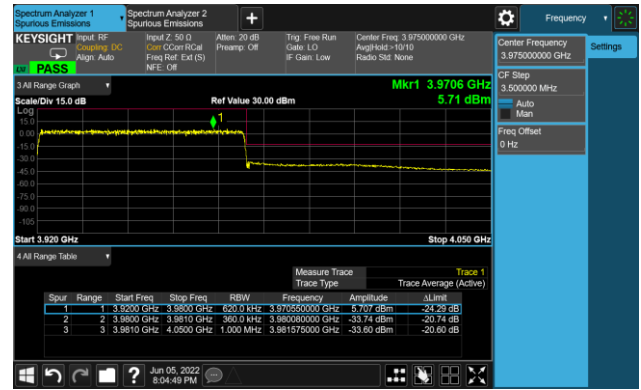 Spectrum Analyzer 1
Spurious Emissions
Spectrum Analyzer 2
Spurious Emissions
Frequency
KEYSIGHT
Input: RF
Coupling: DC
Align: Auto
Input Z: 50 Ω
Corr CCorr RCal
Freq Ref: Ext (S)
NFE: Off
Atten: 20 dB
Preamp: Off
Trig: Free Run
Gate: LO
IF Gain: Low
Center Freq: 3.975000000 GHz
Avg|Hold:>10/10
Radio Std: None
PASS
3 All Range Graph
Mkr1 3.9706 GHz
Scale/Div 15.0 dB
Ref Value 30.00 dBm
5.71 dBm
Log
15.0
0.00
-15.0
-30.0
-45.0
-60.0
-75.0
-90.0
-105
1
Start 3.920 GHz
Stop 4.050 GHz
4 All Range Table
Measure Trace
Trace 1
Trace Type
Trace Average (Active)
Spur Range Start Freq Stop Freq RBW Frequency Amplitude ΔLimit
1 1 3.9200 GHz 3.9800 GHz 620.0 kHz 3.970550000 GHz 5.707 dBm -24.29 dB
2 2 3.9800 GHz 3.9810 GHz 360.0 kHz 3.980080000 GHz -33.74 dBm -20.74 dB
3 3 3.9810 GHz 4.0500 GHz 1.000 MHz 3.981575000 GHz -33.60 dBm -20.60 dB
Jun 05, 2022
8:04:49 PM
Center Frequency
3.975000000 GHz
Settings
CF Step
3.500000 MHz
Auto
Man
Freq Offset
0 Hz